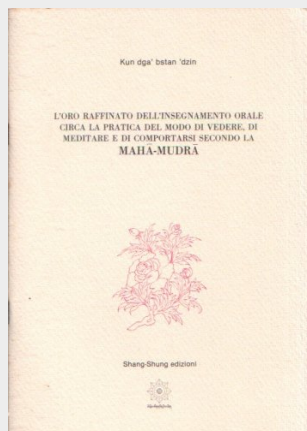 Kun dga' bstan 'dzin
L'ORO RAFFINATO DELL'INSEGNAMENTO ORALE
CIRCA LA PRATICA DEL MODO DI VEDERE, DI
MEDITARE E DI COMPORTARSI SECONDO LA
MAHĀ-MUDRĀ
Shang-Shung edizioni